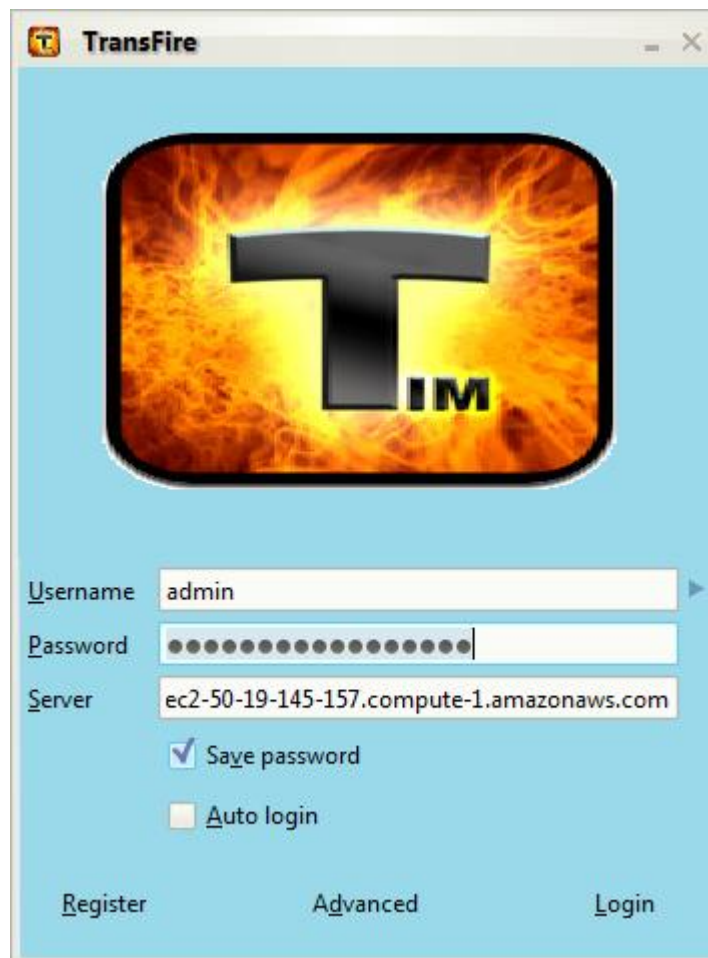 TransFire
T IM
Username admin
Password ●●●●●●●●●●●●●●●●●
Server ec2-50-19-145-157.compute-1.amazonaws.com
Save password
Auto login
Register Advanced Login